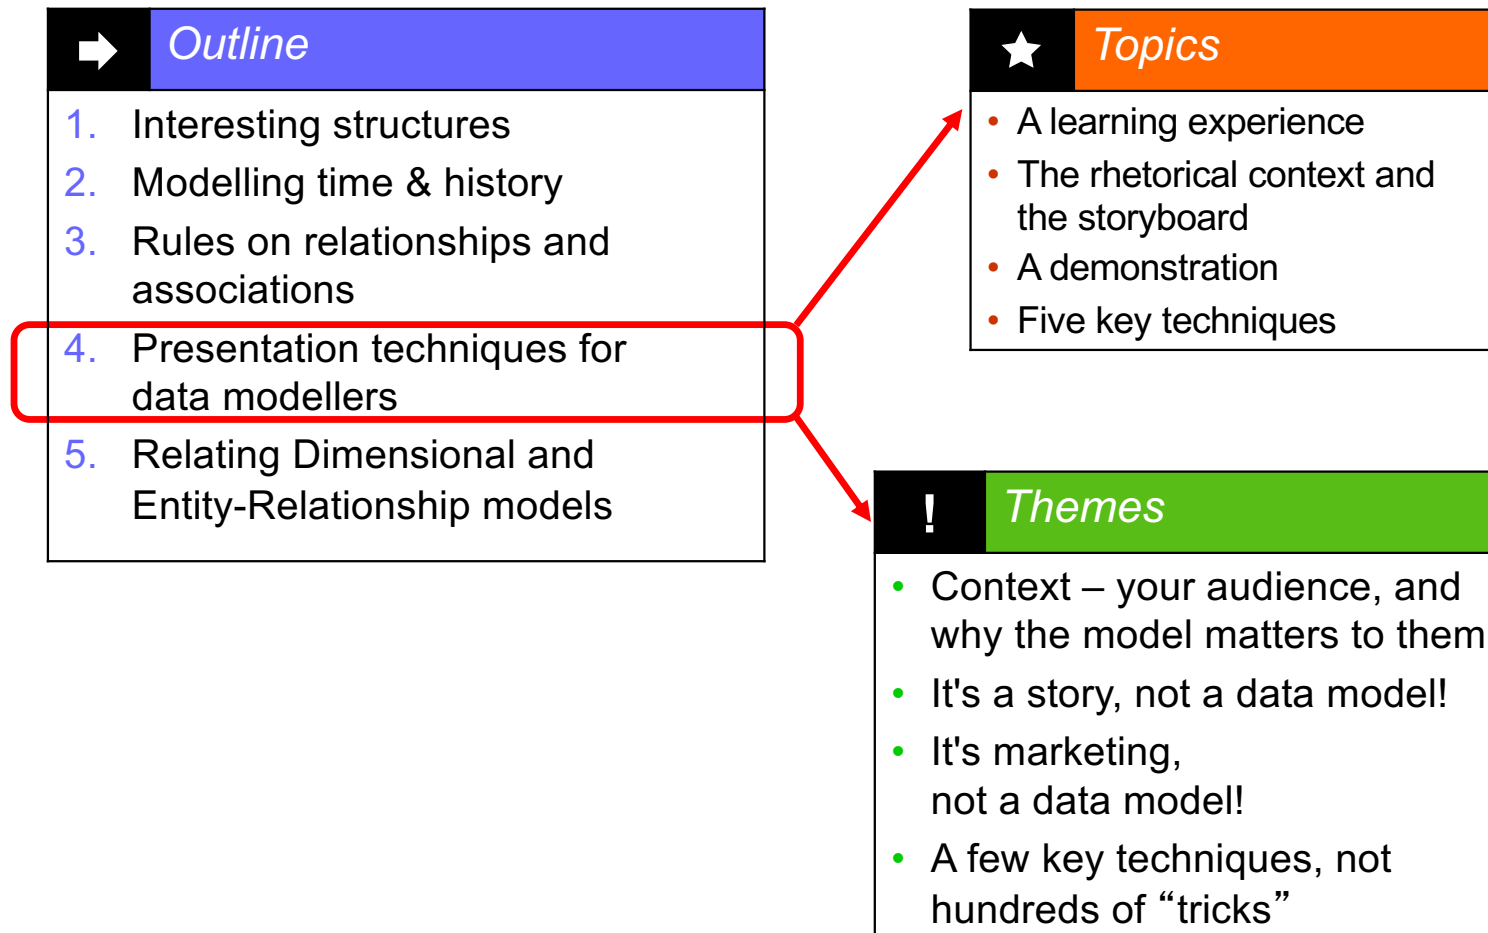 Outline
1. Interesting structures
2. Modelling time & history
3. Rules on relationships and
associations
4. Presentation techniques for
data modellers
5. Relating Dimensional and
Entity-Relationship models
Topics
• A learning experience
• The rhetorical context and
the storyboard
• A demonstration
• Five key techniques
! Themes
• Context – your audience, and
why the model matters to them
• It's a story, not a data model!
• It's marketing,
not a data model!
• A few key techniques, not
hundreds of “tricks”